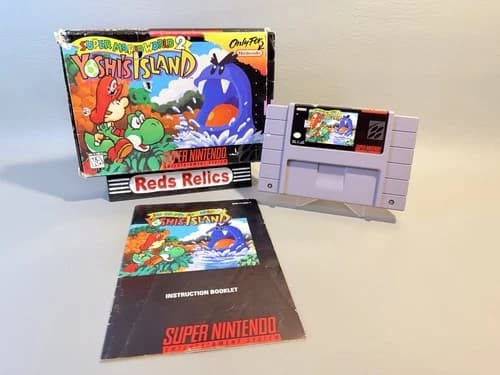 SUPER MARIO WORLD 2
YOSHI'S ISLAND
Only For
Nintendo
SUPER NINTENDO
ENTERTAINMENT SYSTEM
Reds Relics
YOSHI'S ISLAND
INSTRUCTION BOOKLET
SUPER NINTENDO
ENTERTAINMENT SYSTEM